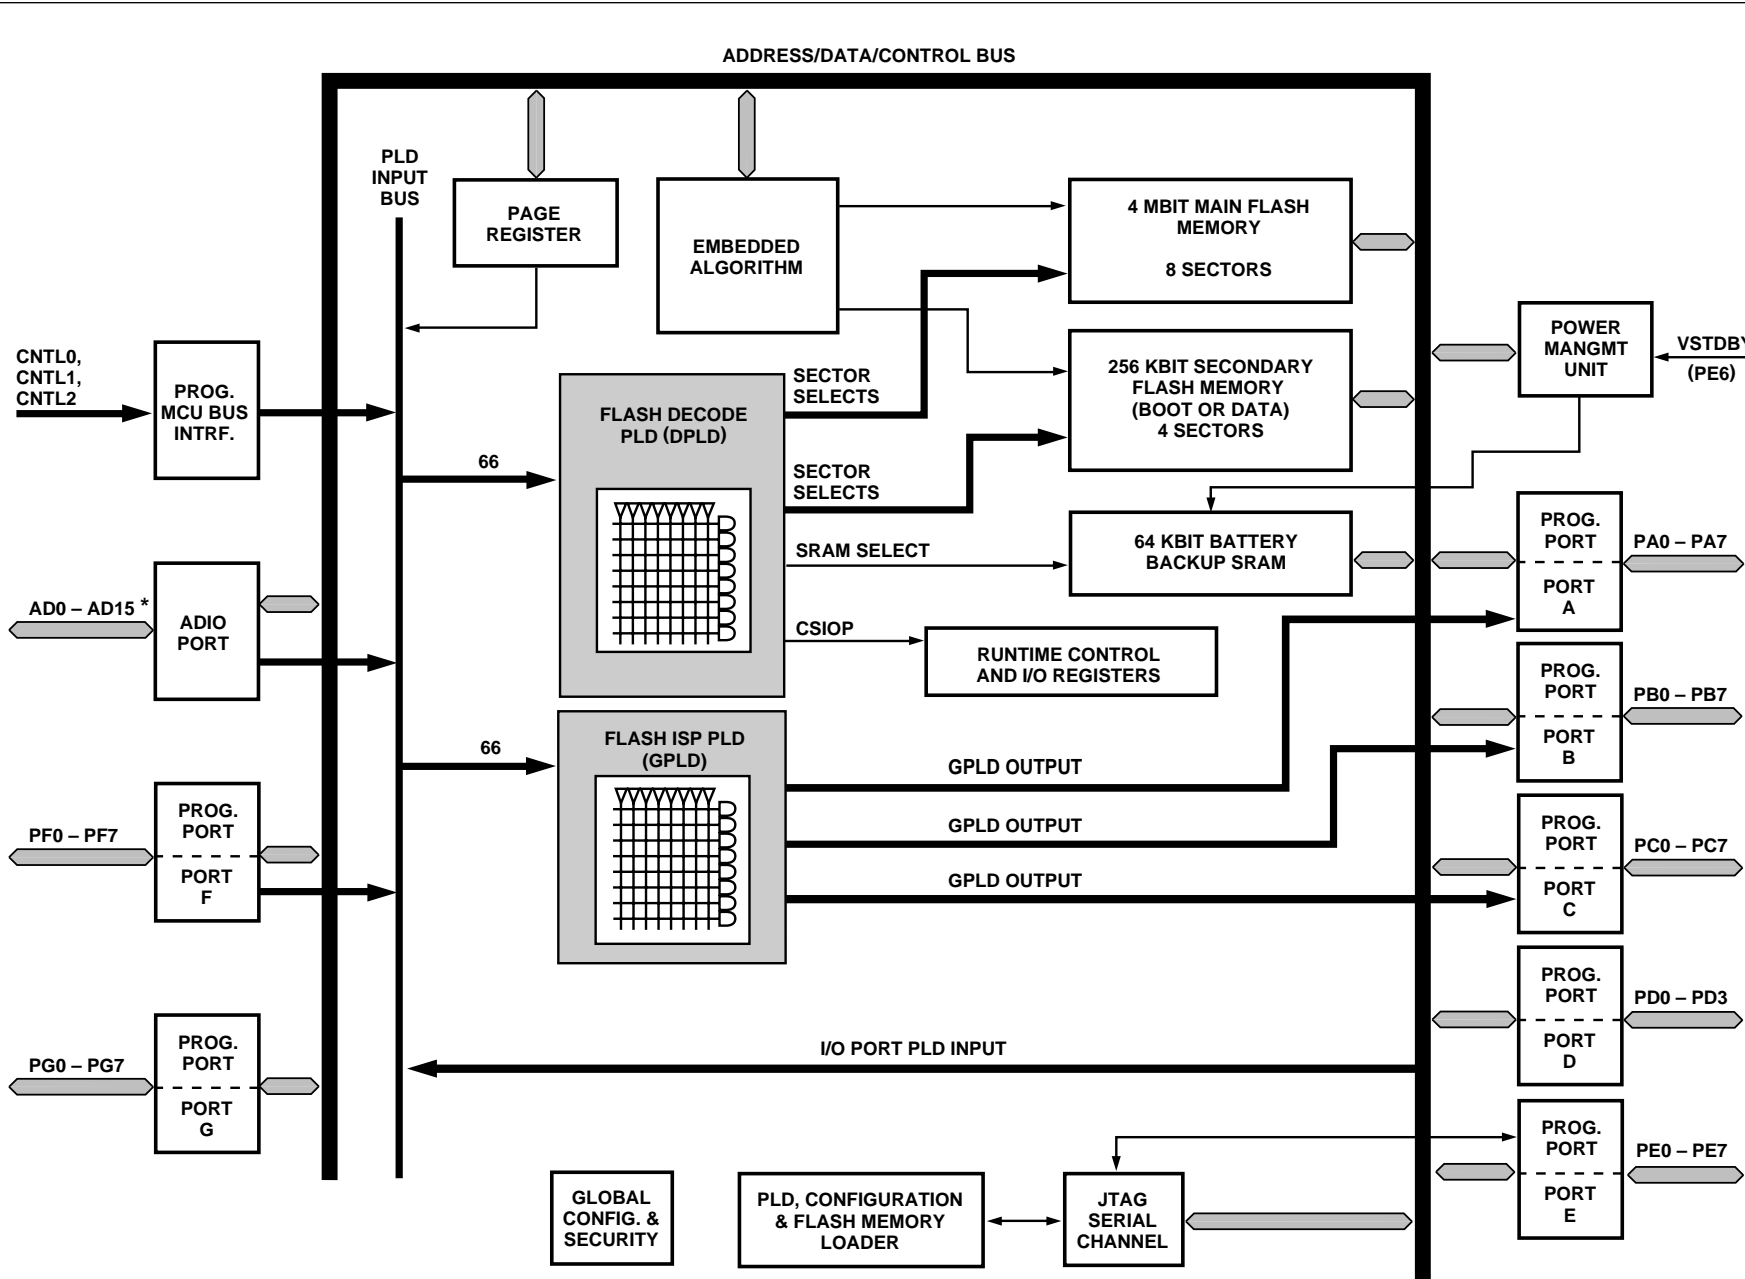 ADDRESS/DATA/CONTROL BUS
PLD
INPUT
BUS
PAGE
REGISTER
EMBEDDED
ALGORITHM
4 MBIT MAIN FLASH
MEMORY
8 SECTORS
CNTL0,
CNTL1,
CNTL2
PROG.
MCU BUS
INTRF.
256 KBIT SECONDARY
FLASH MEMORY
(BOOT OR DATA)
4 SECTORS
POWER
MANGMT
UNIT
VSTDBY
(PE6)
FLASH DECODE
PLD (DPLD)
SECTOR
SELECTS
SECTOR
SELECTS
66
SRAM SELECT
64 KBIT BATTERY
BACKUP SRAM
PROG.
PORT
PORT
A
PA0 – PA7
AD0 – AD15 *
ADIO
PORT
CSIOP
RUNTIME CONTROL
AND I/O REGISTERS
PROG.
PORT
PORT
B
PB0 – PB7
66
FLASH ISP PLD
(GPLD)
GPLD OUTPUT
GPLD OUTPUT
GPLD OUTPUT
PF0 – PF7
PROG.
PORT
PORT
F
PROG.
PORT
PORT
C
PC0 – PC7
PROG.
PORT
PORT
D
PD0 – PD3
I/O PORT PLD INPUT
PG0 – PG7
PROG.
PORT
PORT
G
PROG.
PORT
PORT
E
PE0 – PE7
GLOBAL
CONFIG. &
SECURITY
PLD, CONFIGURATION
& FLASH MEMORY
LOADER
JTAG
SERIAL
CHANNEL